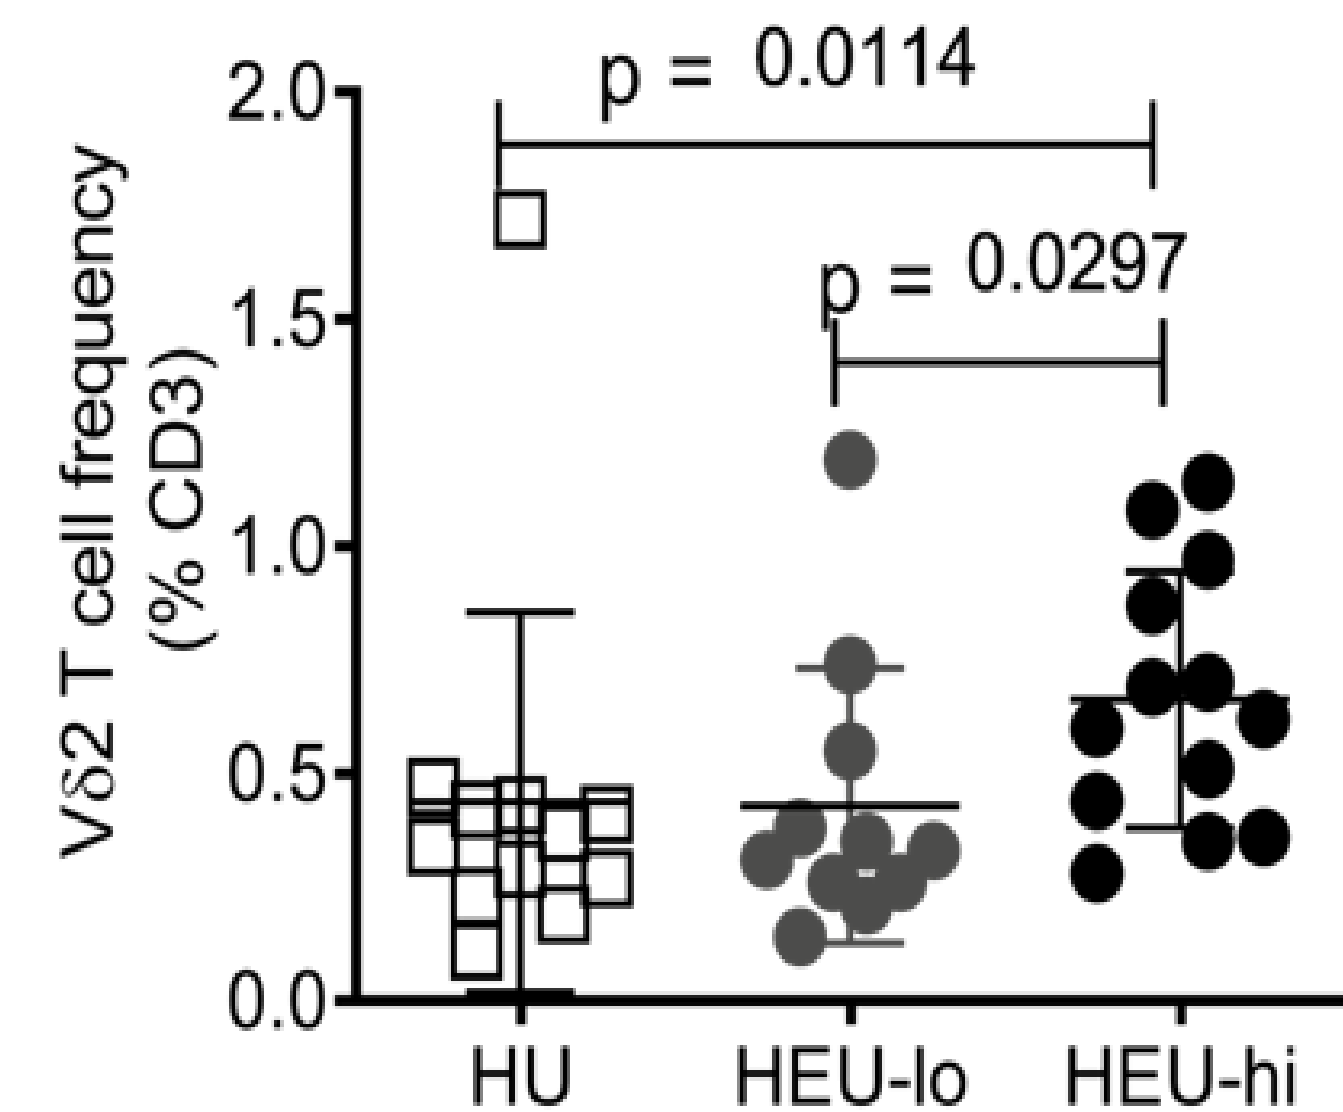 p = 0.0114
p = 0.0297
Vδ2 T cell frequency
(% CD3)
2.0
1.5
1.0
0.5
0.0
HU HEU-lo HEU-hi